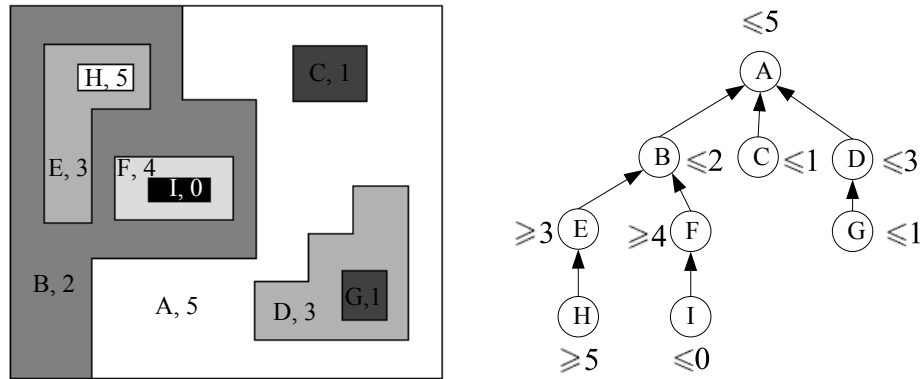 H, 5
C, 1
E, 3
F, 4
I, 0
B, 2
A, 5
D, 3
G,1
⩽5
A
B
⩽2
C
⩽1
D
⩽3
⩾3
E
⩾4
F
G
⩽1
H
I
⩾5
⩽0